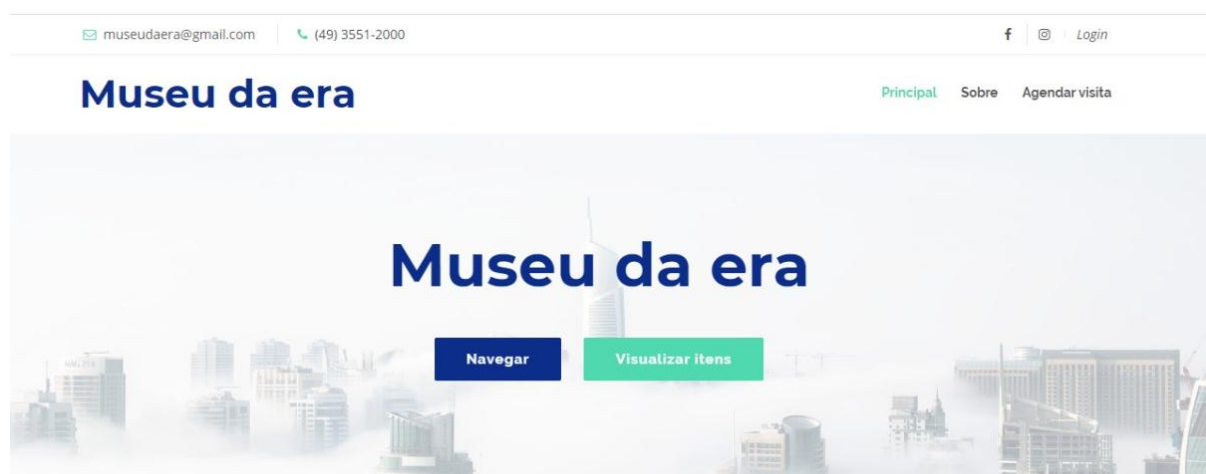 museudaera@gmail.com (49) 3551-2000 Login
Museu da era Principal Sobre Agendar visita
Museu da era
Navegar Visualizar itens